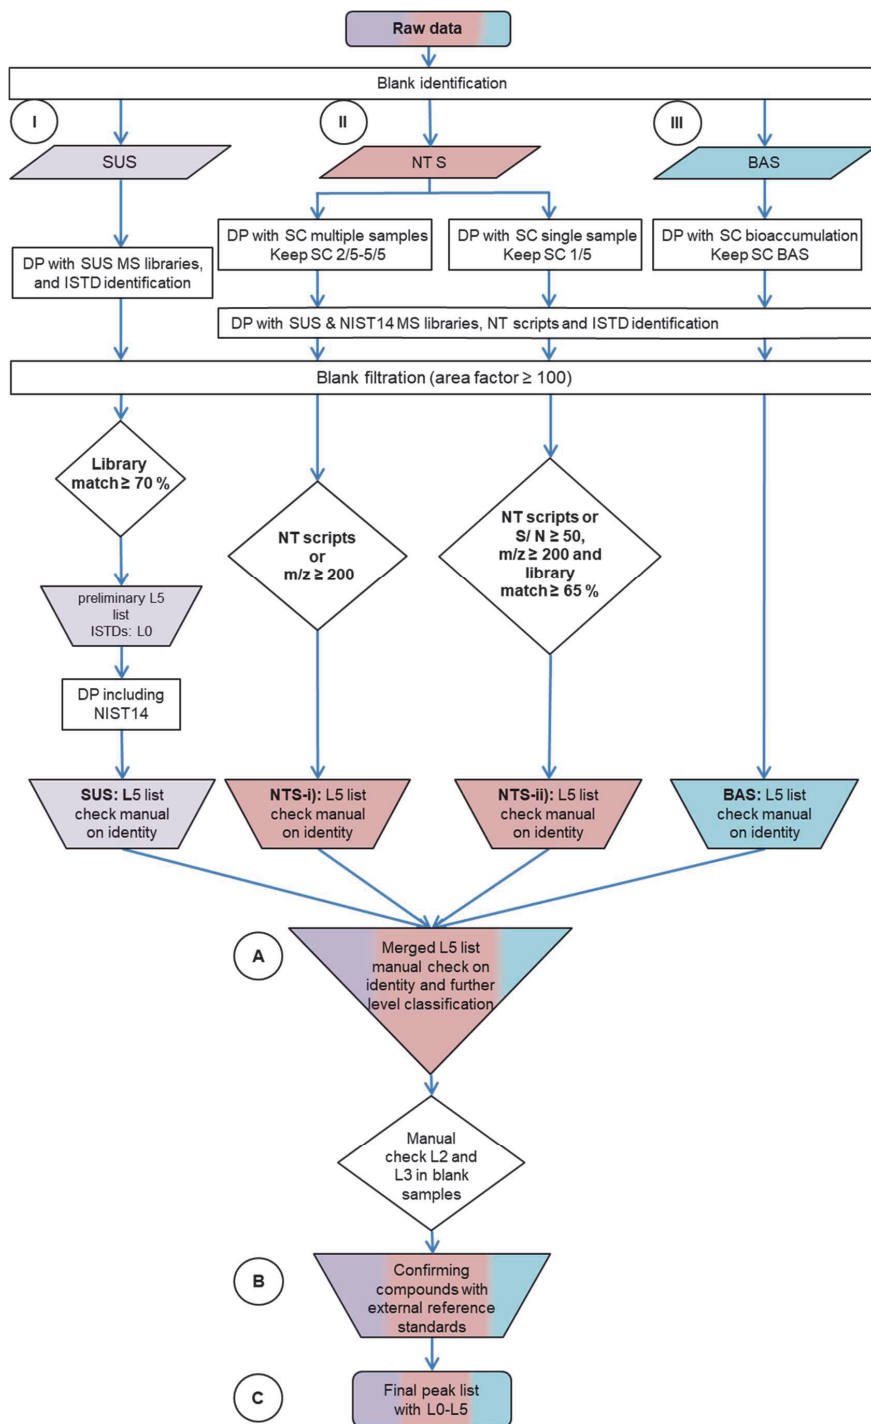 Raw data
Blank identification
I
II
III
SUS
NT S
BAS
DP with SUS MS libraries,
and ISTD identification
DP with SC multiple samples
Keep SC 2/5-5/5
DP with SC single sample
Keep SC 1/5
DP with SC bioaccumulation
Keep SC BAS
DP with SUS & NIST14 MS libraries, NT scripts and ISTD identification
Blank filtration (area factor ≥ 100)
Library
match ≥ 70 %
NT scripts
or
m/z ≥ 200
NT scripts or
S/ N ≥ 50,
m/z ≥ 200 and
library
match ≥ 65 %
preliminary L5
list
ISTDs: L0
DP including
NIST14
SUS: L5 list
check manual
on identity
NTS-i): L5 list
check manual
on identity
NTS-ii): L5 list
check manual
on identity
BAS: L5 list
check manual
on identity
A
Merged L5 list
manual check on
identity and further
level classification
Manual
check L2 and
L3 in blank
samples
B
Confirming
compounds with
external reference
standards
C
Final peak list
with L0-L5